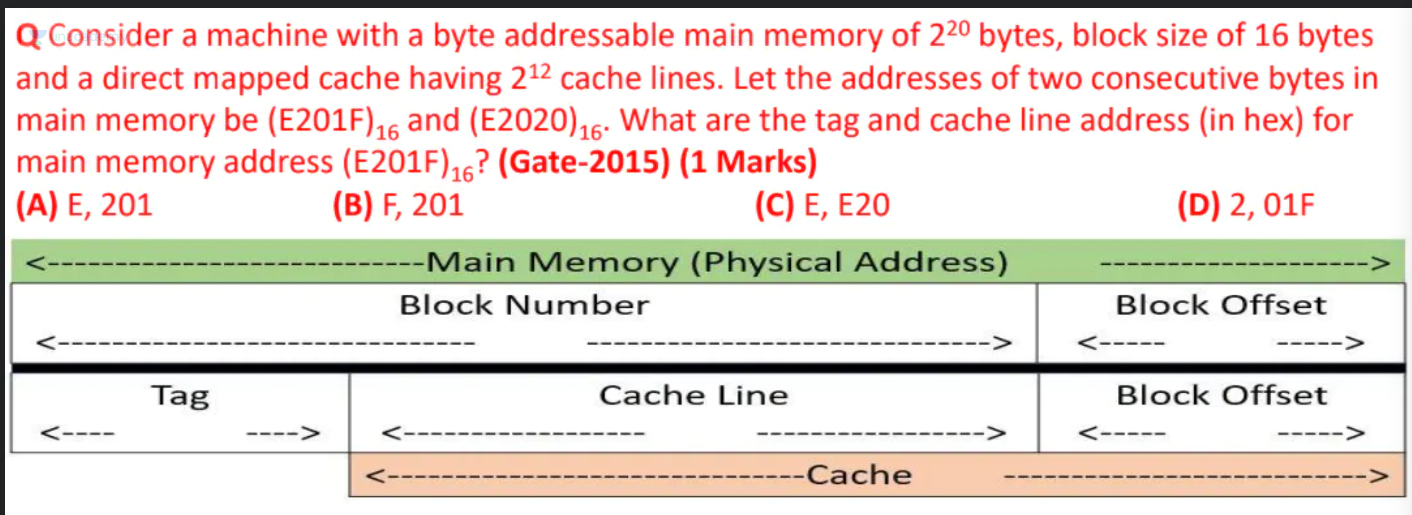 Q Consider a machine with a byte addressable main memory of 2²⁰ bytes, block size of 16 bytes
and a direct mapped cache having 2¹² cache lines. Let the addresses of two consecutive bytes in
main memory be (E201F)₁₆ and (E2020)₁₆. What are the tag and cache line address (in hex) for
main memory address (E201F)₁₆? (Gate-2015) (1 Marks)
(A) E, 201 (B) F, 201 (C) E, E20 (D) 2, 01F
<----------------------------Main Memory (Physical Address) -------------------->
Block Number Block Offset
<------------------------------- ------------------------------> <----- ----->
Tag Cache Line Block Offset
<---- ----> <------------------- -----------------> <----- ----->
<-------------------------------Cache --------------------------->